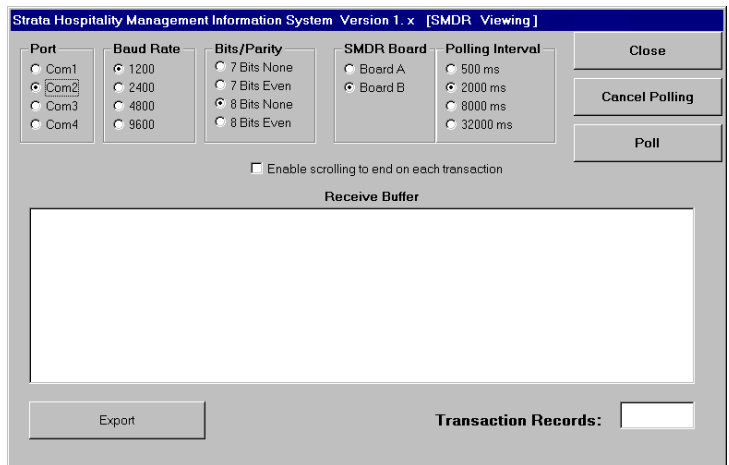 Strata Hospitality Management Information System Version 1. x [SMDR Viewing]
Port
Com1
Com2
Com3
Com4
Baud Rate
1200
2400
4800
9600
Bits/Parity
7 Bits None
7 Bits Even
8 Bits None
8 Bits Even
SMDR Board
Board A
Board B
Polling Interval
500 ms
2000 ms
8000 ms
32000 ms
Close
Cancel Polling
Poll
Enable scrolling to end on each transaction
Receive Buffer
Export
Transaction Records: